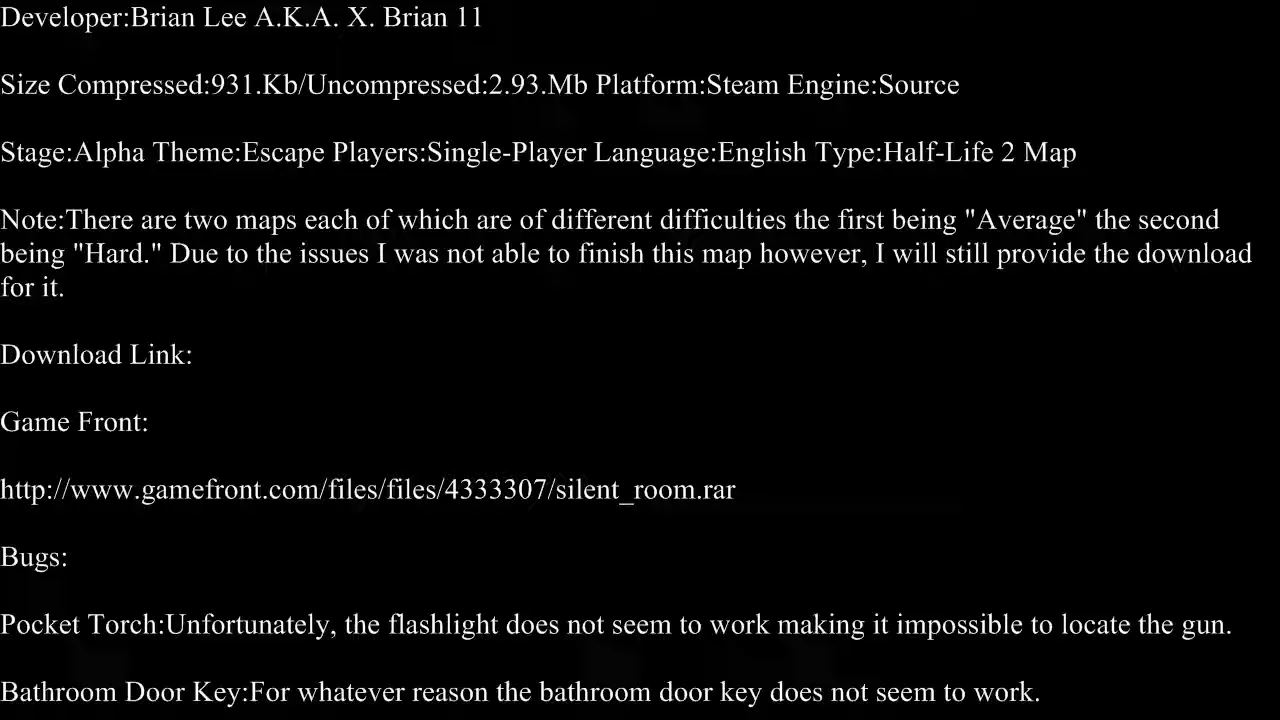 Developer:Brian Lee A.K.A. X. Brian 11
Size Compressed:931.Kb/Uncompressed:2.93.Mb Platform:Steam Engine:Source
Stage:Alpha Theme:Escape Players:Single-Player Language:English Type:Half-Life 2 Map
Note:There are two maps each of which are of different difficulties the first being "Average" the second
being "Hard." Due to the issues I was not able to finish this map however, I will still provide the download
for it.
Download Link:
Game Front:
http://www.gamefront.com/files/files/4333307/silent_room.rar
Bugs:
Pocket Torch:Unfortunately, the flashlight does not seem to work making it impossible to locate the gun.
Bathroom Door Key:For whatever reason the bathroom door key does not seem to work.